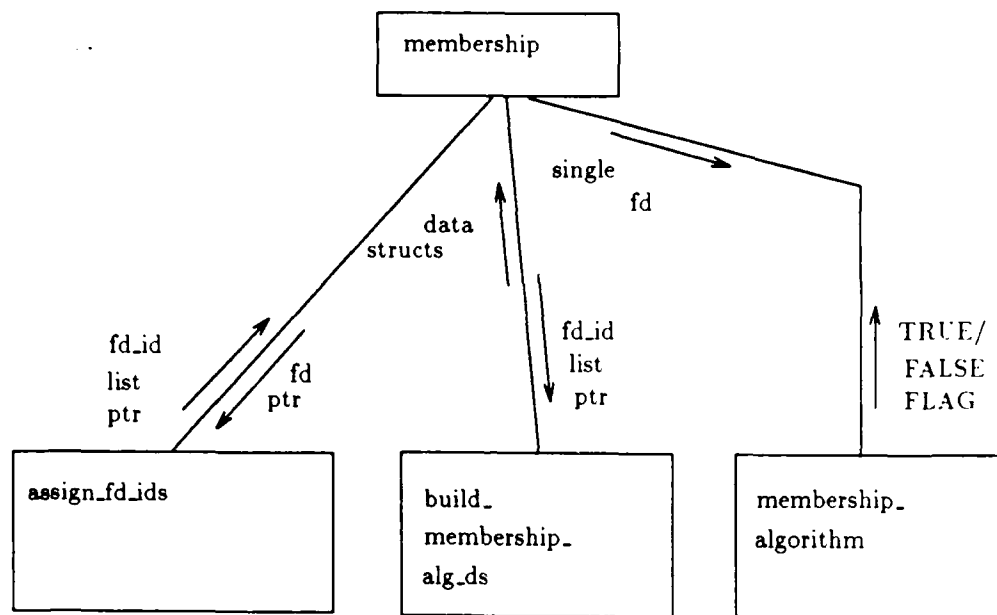 membership
single
fd
data
structs
fd_id
list
ptr
fd
ptr
fd_id
list
ptr
TRUE/
FALSE
FLAG
assign_fd_ids
build_
membership_
alg_ds
membership_
algorithm